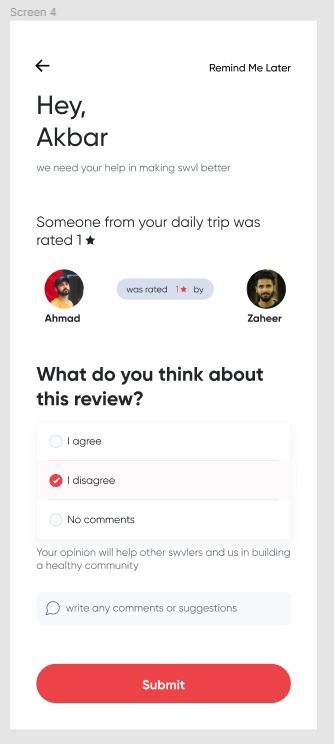 Screen 4
Remind Me Later
Hey,
Akbar
we need your help in making swvl better
Someone from your daily trip was
rated 1★
was rated 1★ by
Ahmad
Zaheer
What do you think about
this review?
I agree
I disagree
No comments
Your opinion will help other swvlers and us in building
a healthy community
write any comments or suggestions
Submit